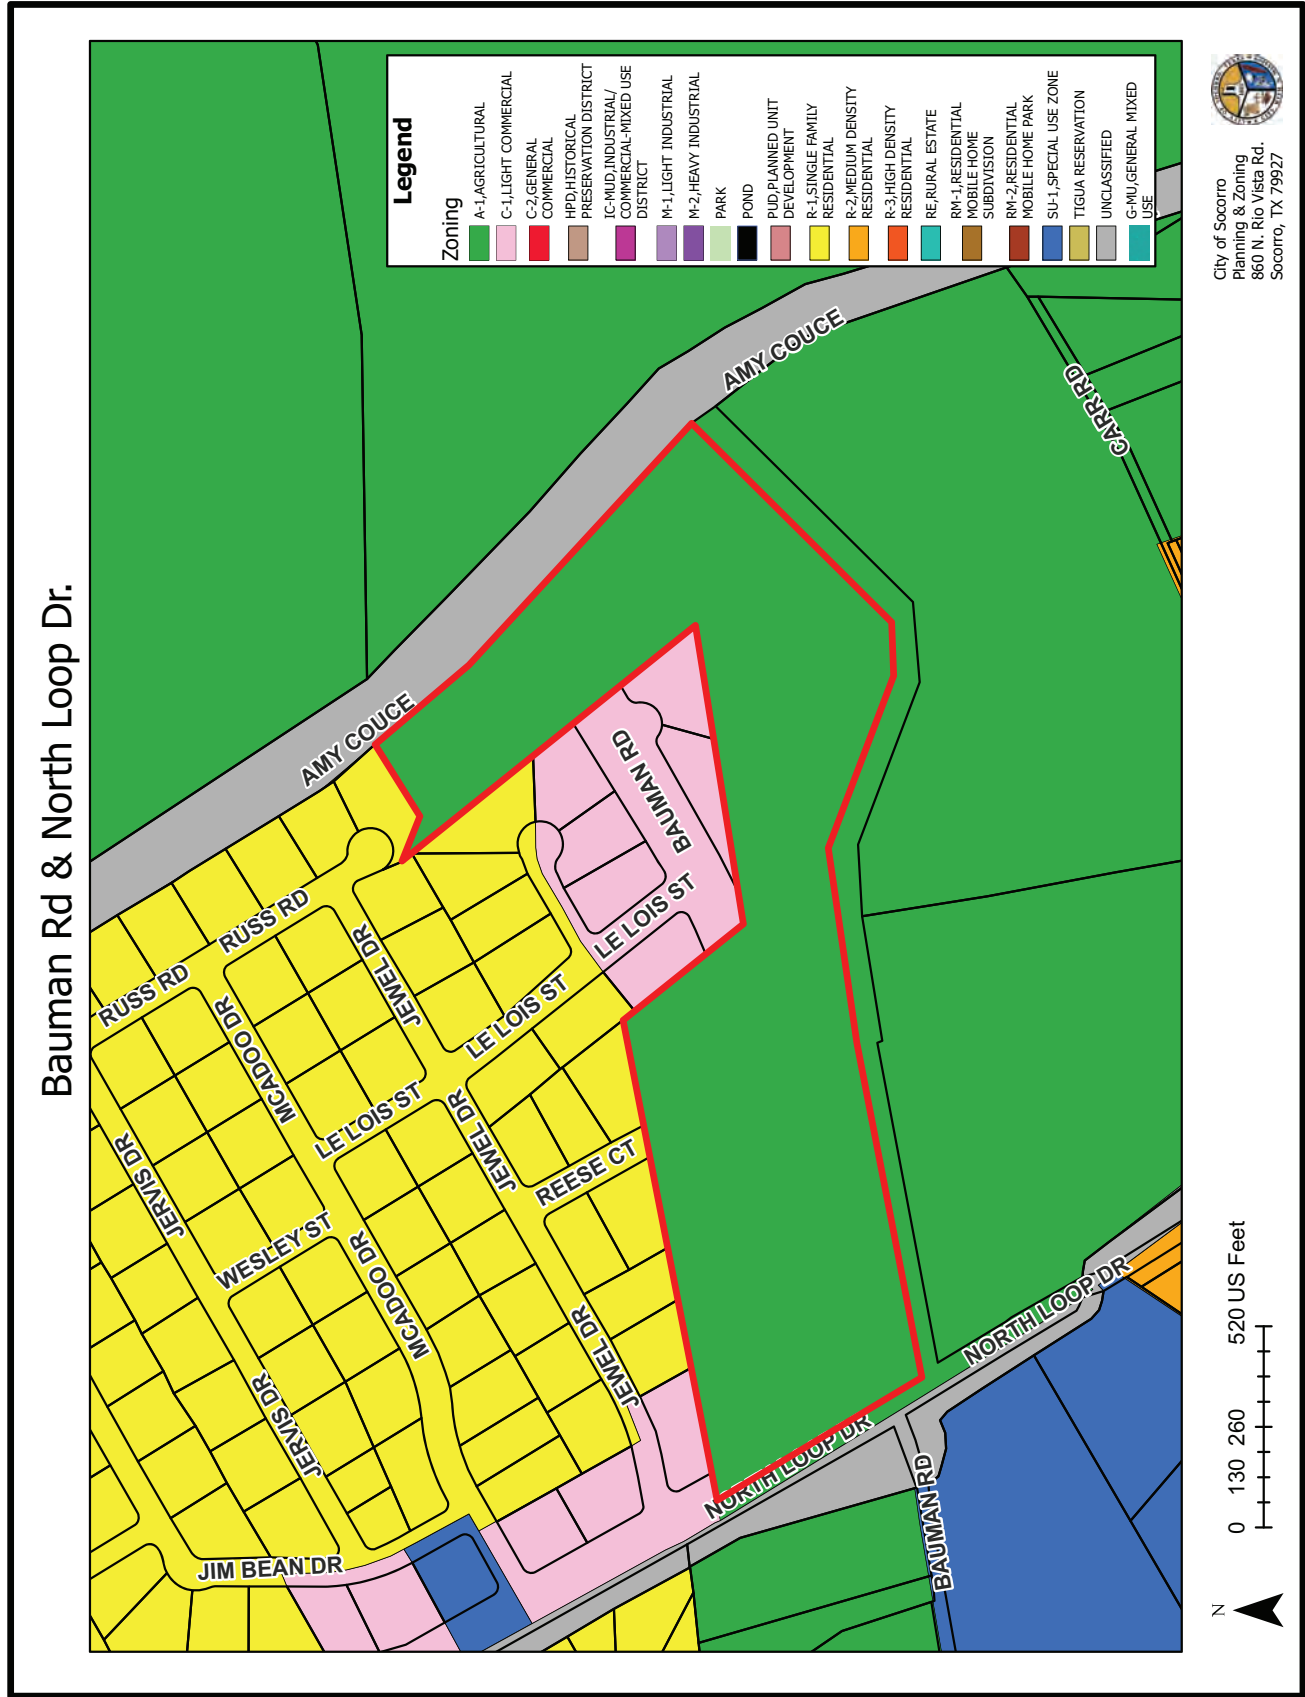 Bauman Rd & North Loop Dr.
Legend
Zoning
A-1,AGRICULTURAL
C-1,LIGHT COMMERCIAL
C-2,GENERAL
COMMERCIAL
HPD,HISTORICAL
PRESERVATION DISTRICT
IC-MUD,INDUSTRIAL/
COMMERCIAL-MIXED USE
DISTRICT
M-1,LIGHT INDUSTRIAL
M-2,HEAVY INDUSTRIAL
PARK
POND
PUD,PLANNED UNIT
DEVELOPMENT
R-1,SINGLE FAMILY
RESIDENTIAL
R-2,MEDIUM DENSITY
RESIDENTIAL
R-3,HIGH DENSITY
RESIDENTIAL
RE,RURAL ESTATE
RM-1,RESIDENTIAL
MOBILE HOME
SUBDIVISION
RM-2,RESIDENTIAL
MOBILE HOME PARK
SU-1,SPECIAL USE ZONE
TIGUA RESERVATION
UNCLASSIFIED
G-MU,GENERAL MIXED
USE
RUSS RD
RUSS RD
AMY COUCE
AMY COUCE
JERVIS DR
MCADOO DR
JEWEL DR
WESLEY ST
LE LOIS ST
LE LOIS ST
LE LOIS ST
BAUMAN RD
JERVIS DR
MCADOO DR
JEWEL DR
REESE CT
JEWEL DR
JIM BEAN DR
NORTH LOOP DR
NORTH LOOP DR
BAUMAN RD
CARR RD
N
0 130 260 520 US Feet
City of Socorro
Planning & Zoning
860 N. Rio Vista Rd.
Socorro, TX 79927